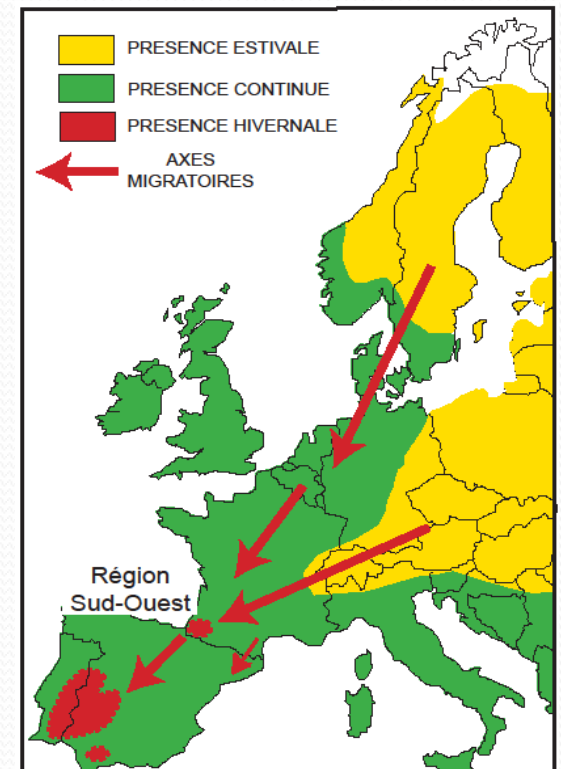 PRESENCE ESTIVALE
PRESENCE CONTINUE
PRESENCE HIVERNALE
AXES
MIGRATOIRES
Région
Sud-Ouest